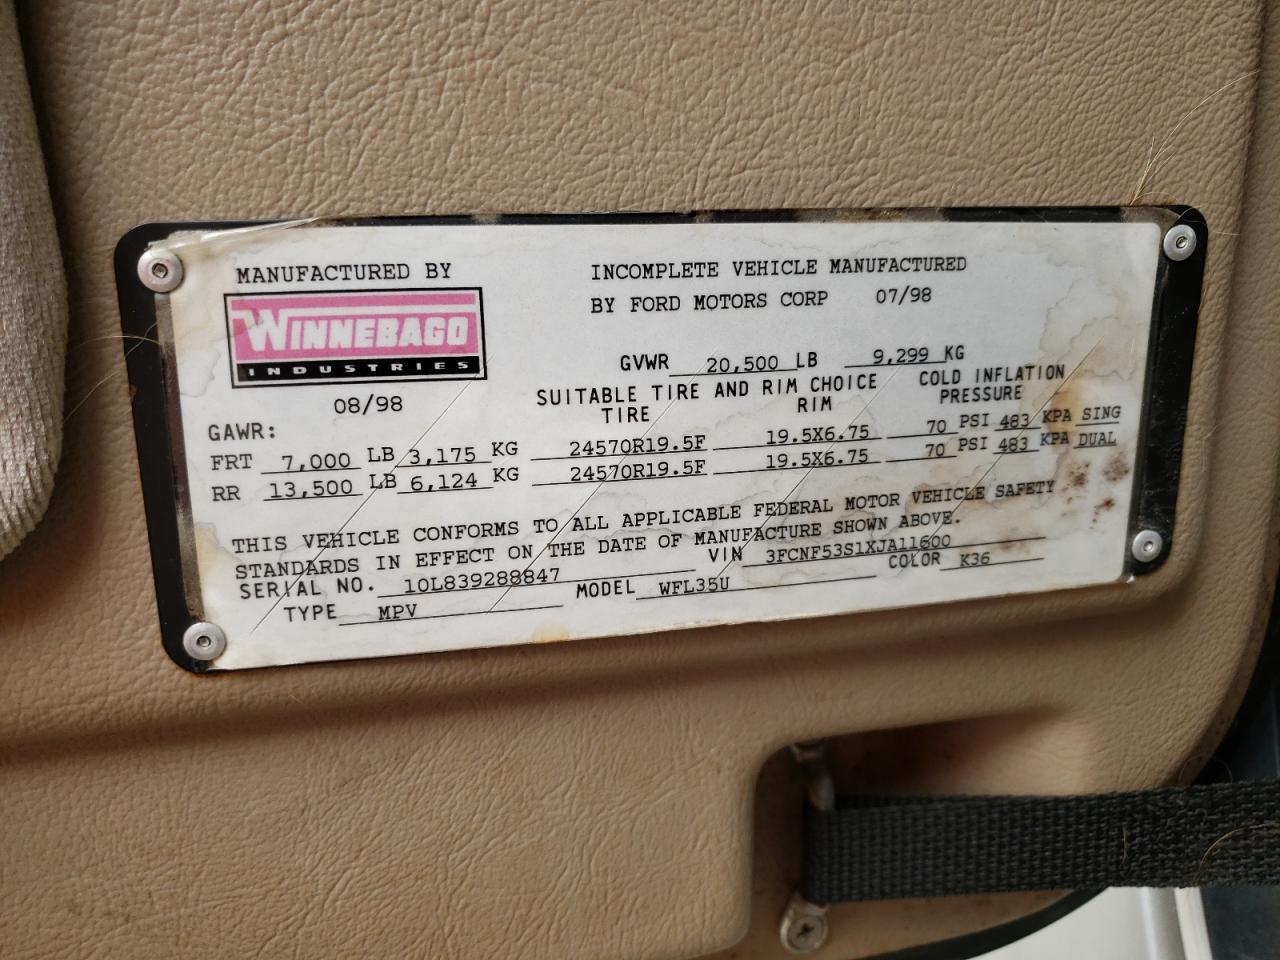 MANUFACTURED BY
WINNEBAGO
INDUSTRIES
08/98
INCOMPLETE VEHICLE MANUFACTURED
BY FORD MOTORS CORP 07/98
GVWR 20,500 LB 9,299 KG
SUITABLE TIRE AND RIM CHOICE COLD INFLATION
TIRE RIM PRESSURE
GAWR:
FRT 7,000 LB 3,175 KG 24570R19.5F 19.5X6.75 70 PSI 483 KPA SING
RR 13,500 LB 6,124 KG 24570R19.5F 19.5X6.75 70 PSI 483 KPA DUAL
THIS VEHICLE CONFORMS TO ALL APPLICABLE FEDERAL MOTOR VEHICLE SAFETY
STANDARDS IN EFFECT ON THE DATE OF MANUFACTURE SHOWN ABOVE.
SERIAL NO. 10L839288847 VIN 3FCNF53S1XJA11600
TYPE MPV MODEL WFL35U COLOR K36